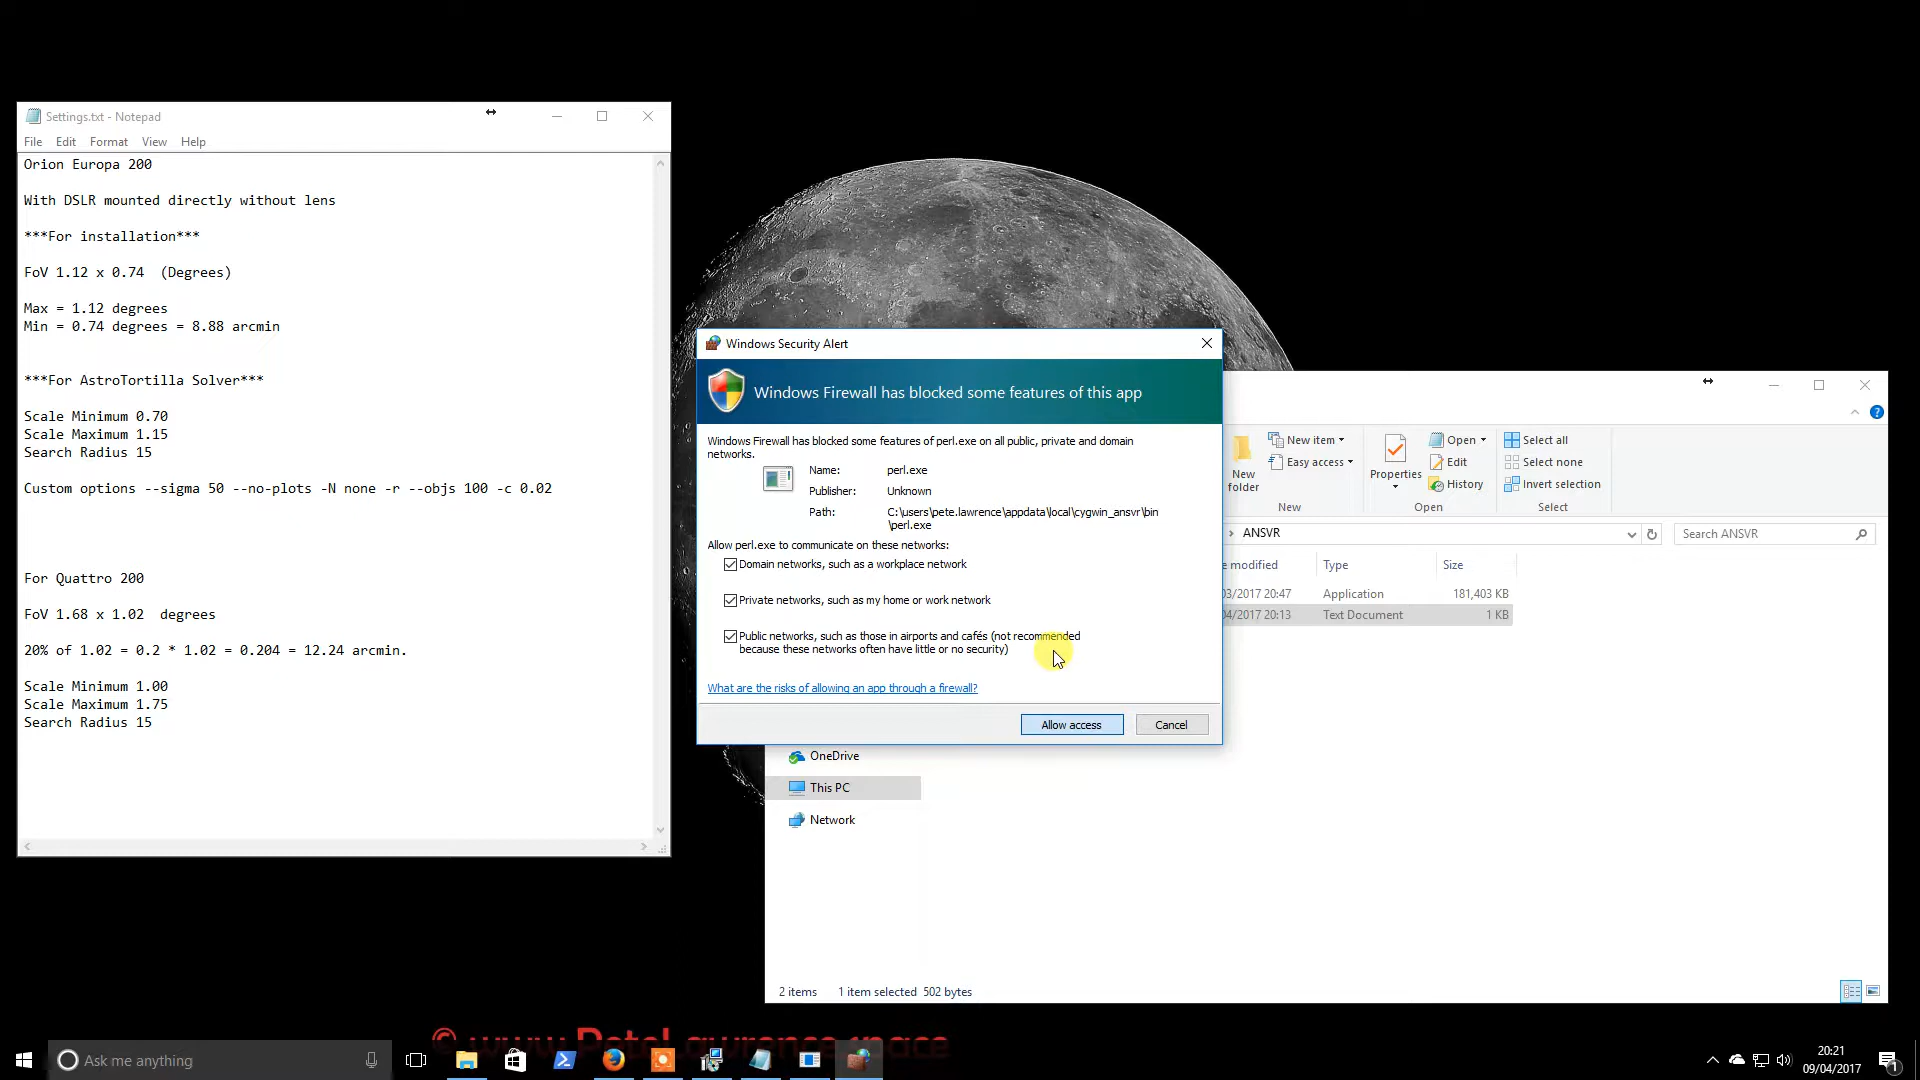 Settings.txt - Notepad
File Edit Format View Help
Orion Europa 200
With DSLR mounted directly without lens
***For installation***
FoV 1.12 x 0.74 (Degrees)
Max = 1.12 degrees
Min = 0.74 degrees = 8.88 arcmin
***For AstroTortilla Solver***
Scale Minimum 0.70
Scale Maximum 1.15
Search Radius 15
Custom options --sigma 50 --no-plots -N none -r --objs 100 -c 0.02
For Quattro 200
FoV 1.68 x 1.02 degrees
20% of 1.02 = 0.2 * 1.02 = 0.204 = 12.24 arcmin.
Scale Minimum 1.00
Scale Maximum 1.75
Search Radius 15
Windows Security Alert
Windows Firewall has blocked some features of this app
Windows Firewall has blocked some features of perl.exe on all public, private and domain
networks.
Name: perl.exe
Publisher: Unknown
Path: C:\users\pete.lawrence\appdata\local\cygwin_ansvr\bin
\perl.exe
Allow perl.exe to communicate on these networks:
Domain networks, such as a workplace network
Private networks, such as my home or work network
Public networks, such as those in airports and cafés (not recommended
because these networks often have little or no security)
What are the risks of allowing an app through a firewall?
Allow access Cancel
New
folder
New item
Easy access
New
Properties
Open
Edit
History
Open
Select all
Select none
Invert selection
Select
ANSVR
Search ANSVR
modified Type Size
/2017 20:47 Application 181,403 KB
/2017 20:13 Text Document 1 KB
OneDrive
This PC
Network
2 items 1 item selected 502 bytes
Ask me anything
20:21
09/04/2017
1